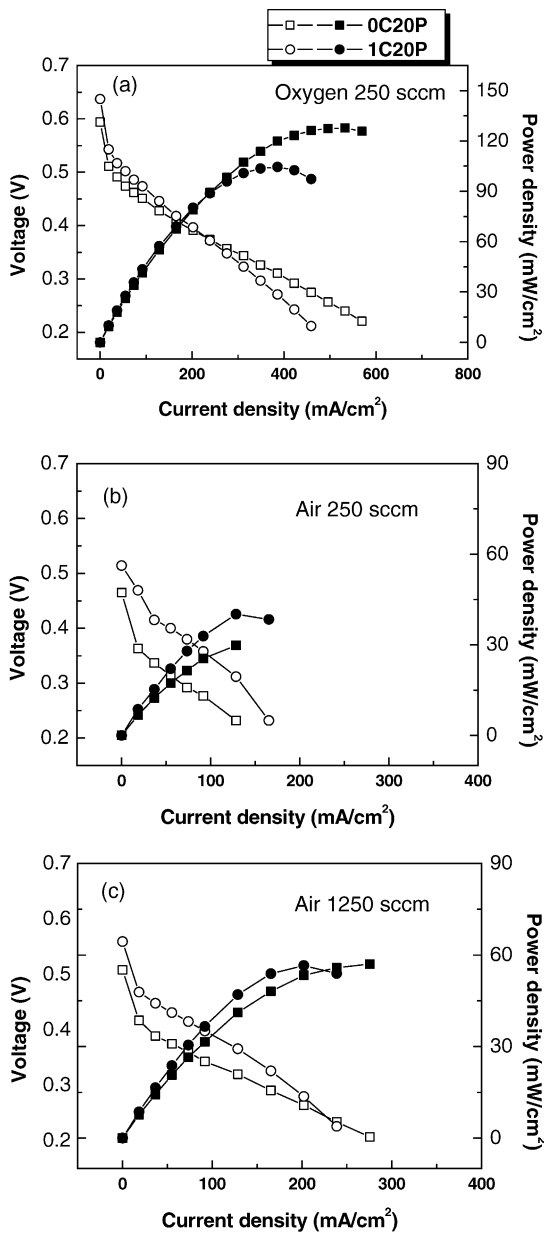 0C20P
1C20P
(a)
Oxygen 250 sccm
0.7
0.6
0.5
0.4
0.3
0.2
150
120
90
60
30
0
Voltage (V)
Power density (mW/cm²)
0 200 400 600 800
Current density (mA/cm²)
(b)
Air 250 sccm
0.7
0.6
0.5
0.4
0.3
0.2
90
60
30
0
Voltage (V)
Power density (mW/cm²)
0 100 200 300 400
Current density (mA/cm²)
(c)
Air 1250 sccm
0.7
0.6
0.5
0.4
0.3
0.2
90
60
30
0
Voltage (V)
Power density (mW/cm²)
0 100 200 300 400
Current density (mA/cm²)